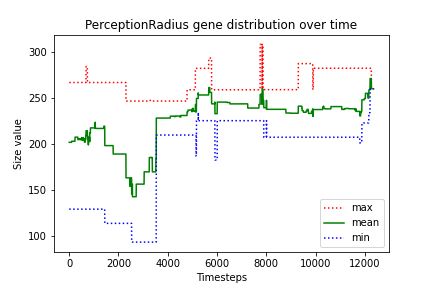 PerceptionRadius gene distribution over time
Size value
300
250
200
150
100
0
2000
4000
6000
8000
10000
12000
Timesteps
max
mean
min